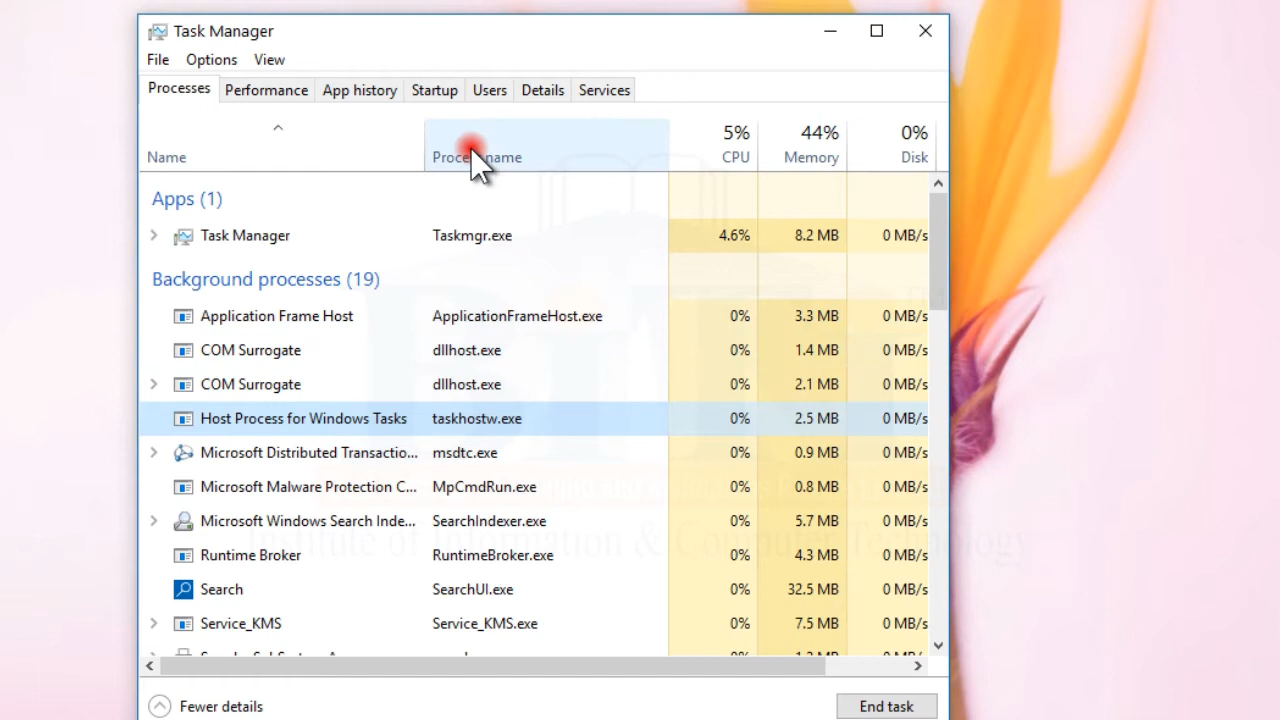 Task Manager
File Options View
Processes Performance App history Startup Users Details Services
5% 44% 0%
Name Process name CPU Memory Disk
Apps (1)
Task Manager Taskmgr.exe 4.6% 8.2 MB 0 MB/s
Background processes (19)
Application Frame Host ApplicationFrameHost.exe 0% 3.3 MB 0 MB/s
COM Surrogate dllhost.exe 0% 1.4 MB 0 MB/s
COM Surrogate dllhost.exe 0% 2.1 MB 0 MB/s
Host Process for Windows Tasks taskhostw.exe 0% 2.5 MB 0 MB/s
Microsoft Distributed Transactio... msdtc.exe 0% 0.9 MB 0 MB/s
Microsoft Malware Protection C... MpCmdRun.exe 0% 0.8 MB 0 MB/s
Microsoft Windows Search Inde... SearchIndexer.exe 0% 5.7 MB 0 MB/s
Institute of Information & Computer Technology
Runtime Broker RuntimeBroker.exe 0% 4.3 MB 0 MB/s
Search SearchUI.exe 0% 32.5 MB 0 MB/s
Service_KMS Service_KMS.exe 0% 7.5 MB 0 MB/s
Fewer details End task